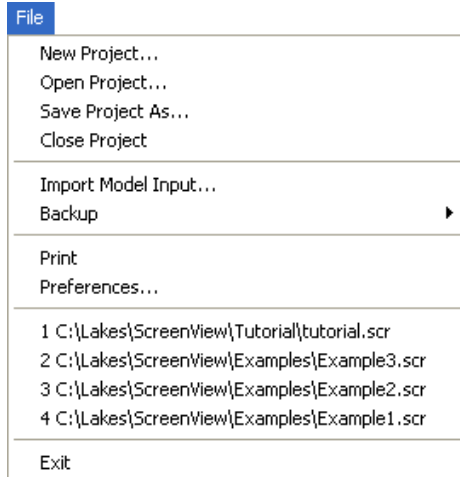 File
New Project...
Open Project...
Save Project As...
Close Project
Import Model Input...
Backup
Print
Preferences...
1 C:\Lakes\ScreenView\Tutorial\tutorial.scr
2 C:\Lakes\ScreenView\Examples\Example3.scr
3 C:\Lakes\ScreenView\Examples\Example2.scr
4 C:\Lakes\ScreenView\Examples\Example1.scr
Exit